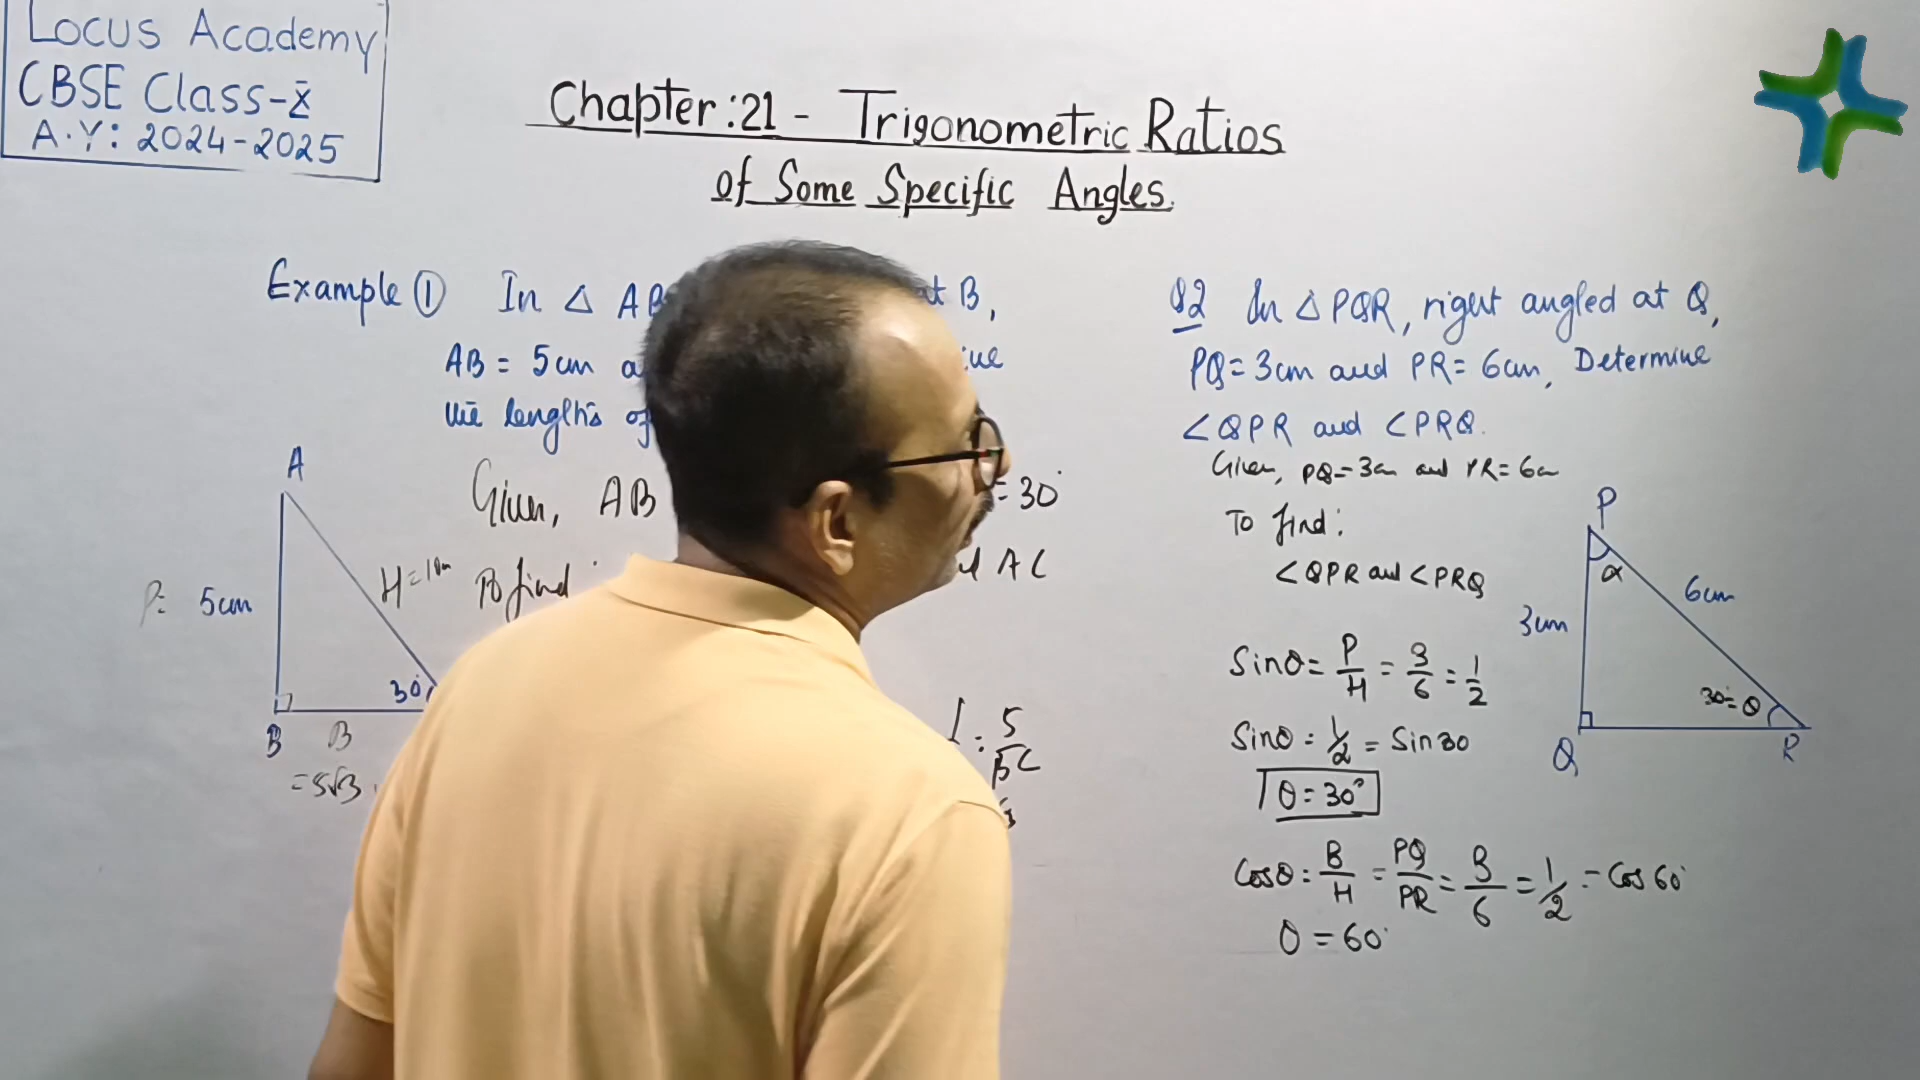 Locus Academy
CBSE Class-X
A.Y: 2024-2025
Chapter:21 - Trigonometric Ratios
of Some Specific Angles.
Example ① In △ AB at B,
AB = 5cm a
the lengths of
Given, AB = 30°
To find AC
A
P= 5cm
H=10cm
30°
B
B
=5√3
1 = 5
BC
Q2 In △PQR, right angled at Q,
PQ=3cm and PR= 6cm, Determine
∠QPR and ∠PRQ.
Given, PQ=3cm and PR=6cm
To find:
∠QPR and ∠PRQ
Sinθ= P/H = 3/6 = 1/2
Sinθ = 1/2 = Sin30
θ = 30°
Cosθ = B/H = PQ/PR = 3/6 = 1/2 = Cos 60°
θ = 60°
P
α
6cm
3cm
30°=θ
Q
R